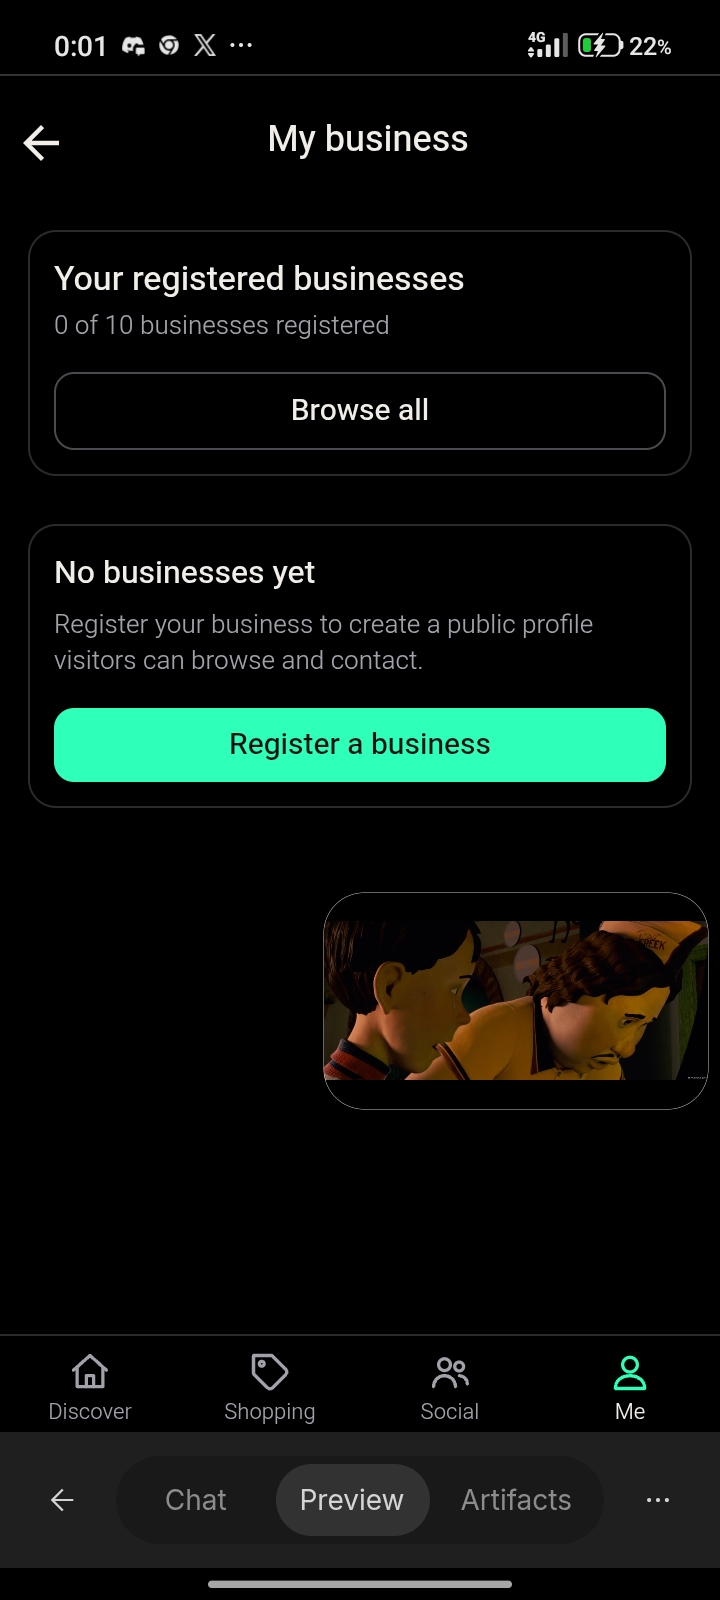 0:01
4G
22%
My business
Your registered businesses
0 of 10 businesses registered
Browse all
No businesses yet
Register your business to create a public profile
visitors can browse and contact.
Register a business
Discover
Shopping
Social
Me
Chat
Preview
Artifacts